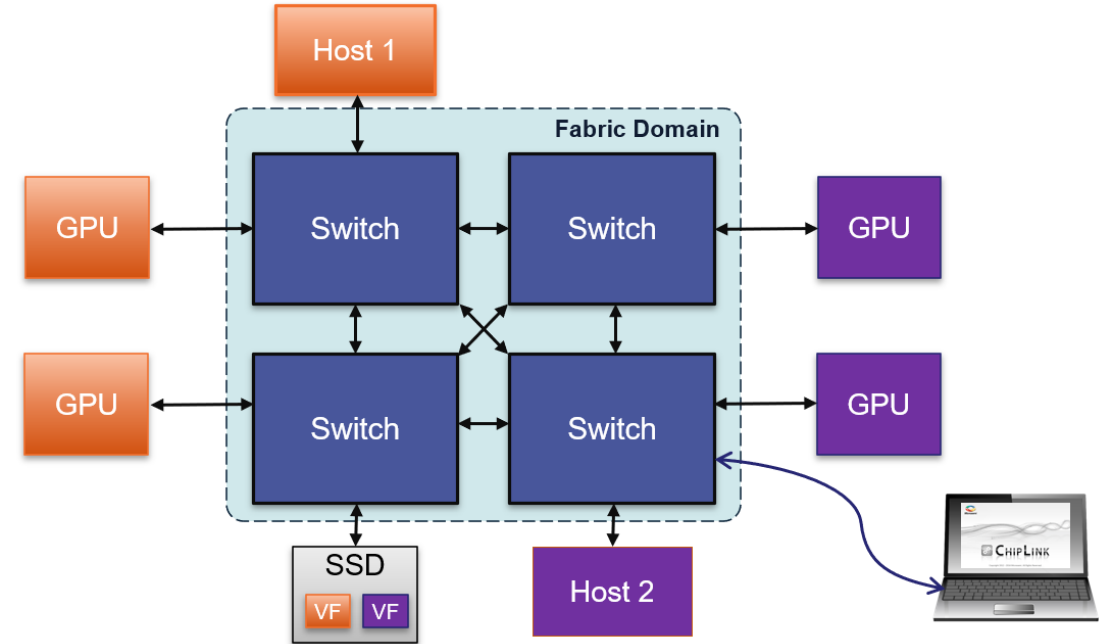 Host 1
Fabric Domain
GPU
Switch
Switch
GPU
GPU
Switch
Switch
GPU
SSD
VF
VF
Host 2
CHIPLINK